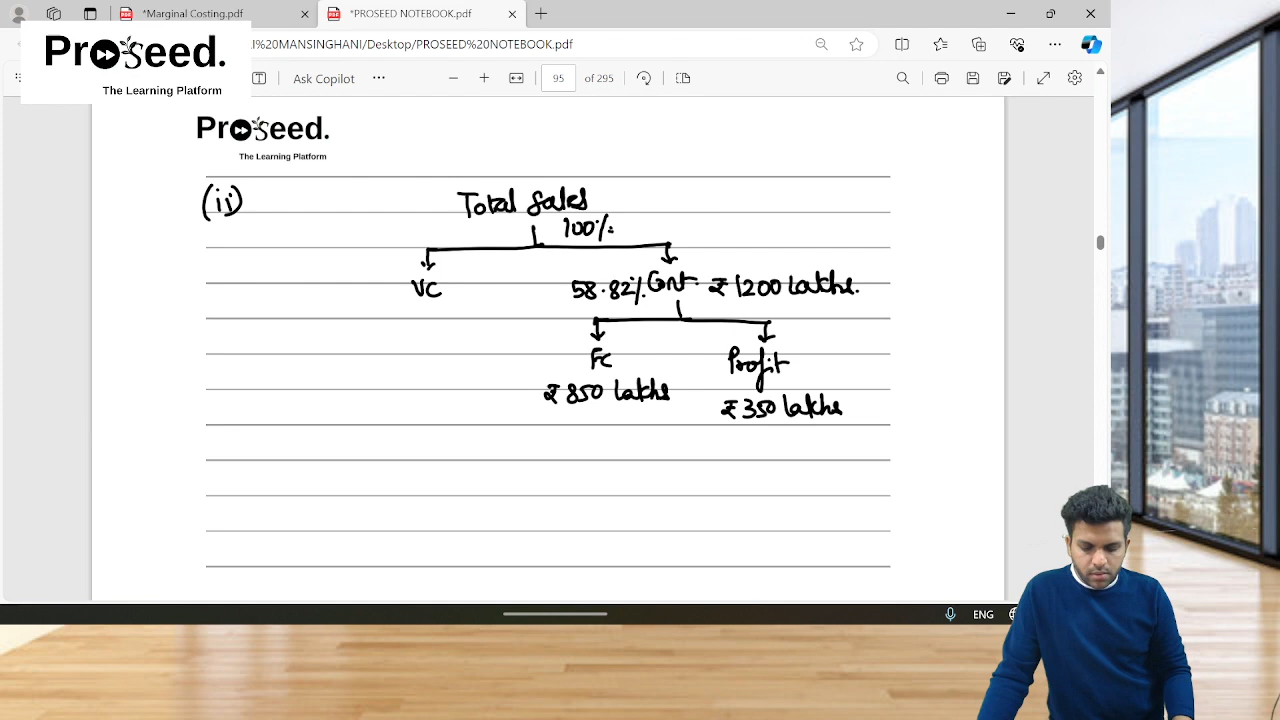 *Marginal Costing.pdf
*PROSEED NOTEBOOK.pdf
Proseed.
The Learning Platform
I%20MANSINGHANI/Desktop/PROSEED%20NOTEBOOK.pdf
Ask Copilot
95 of 295
Proseed.
The Learning Platform
(ii)
Total Sales
100%
VC
58.82% Cont. ₹1200 lakhs.
FC
Profit
₹850 lakhs
₹350 lakhs
ENG